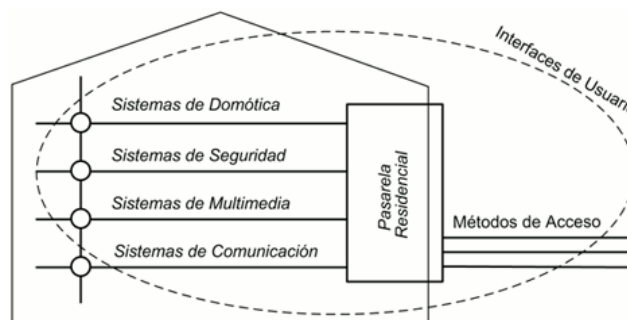 Interfaces de Usuario
Sistemas de Domótica
Sistemas de Seguridad
Sistemas de Multimedia
Sistemas de Comunicación
Pasarela
Residencial
Métodos de Acceso